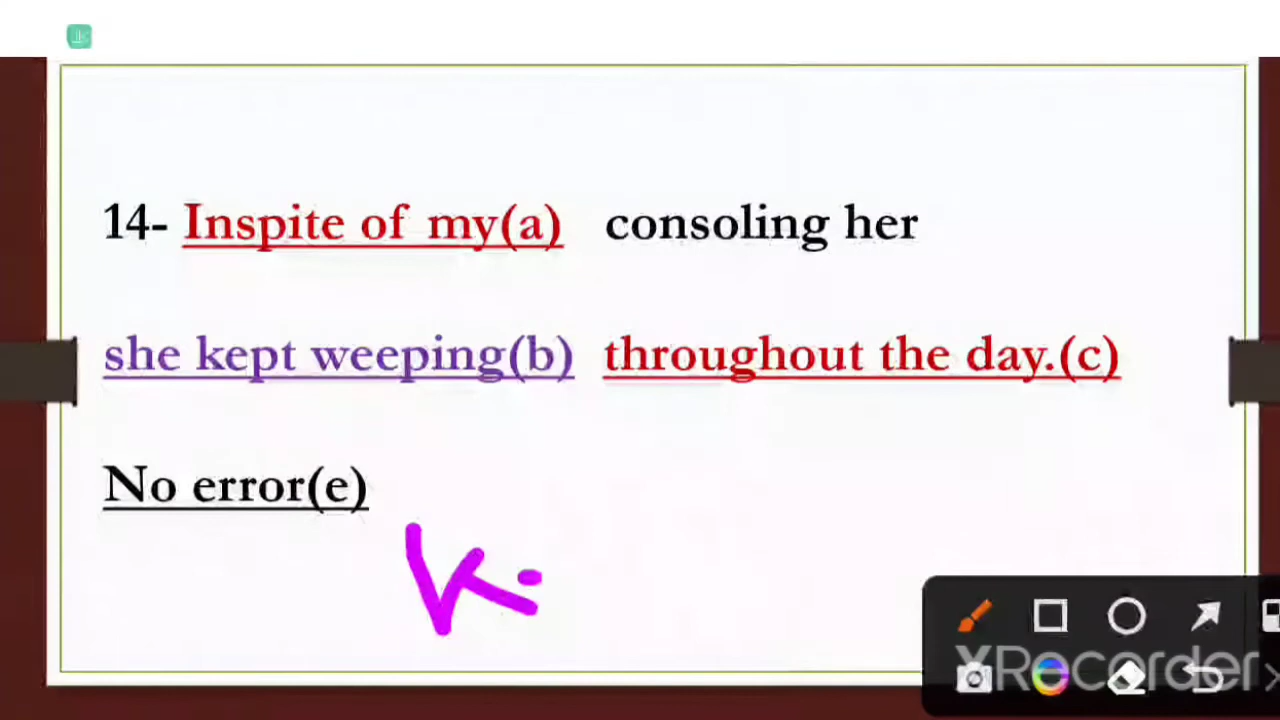 14- Inspite of my(a) consoling her
she kept weeping(b) throughout the day.(c)
No error(e)
K
XRecorder